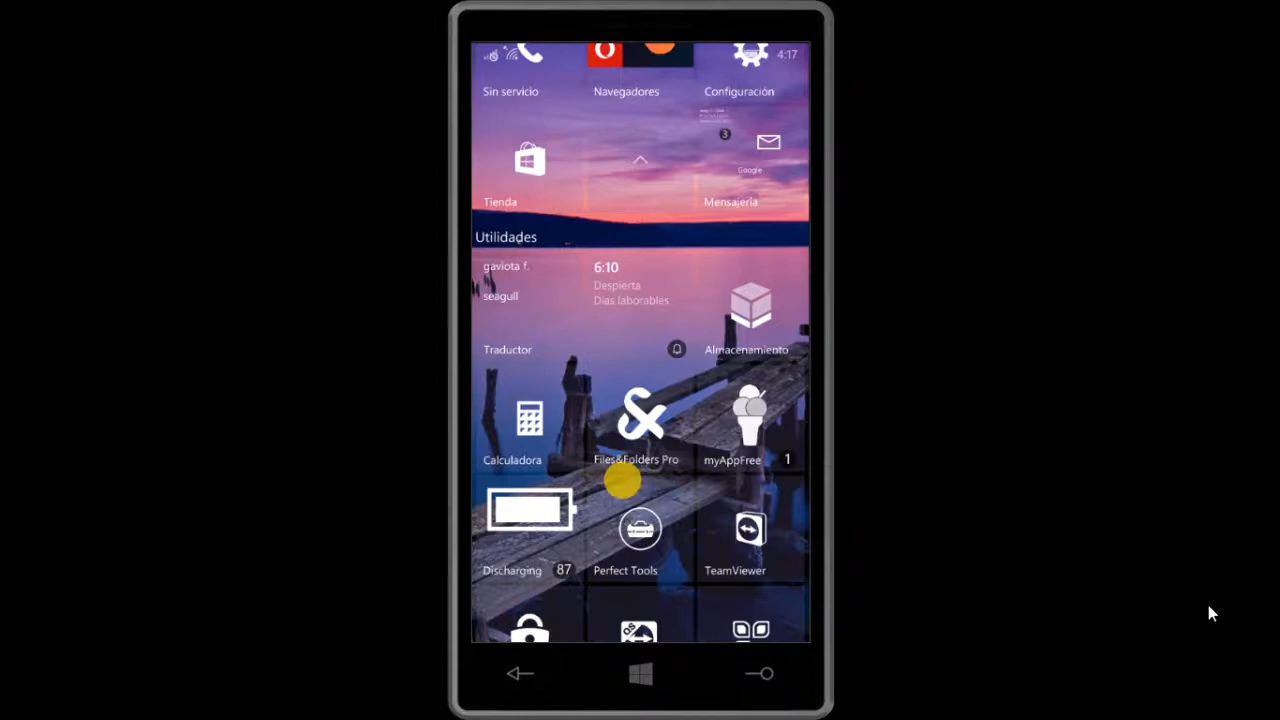 4:17
Sin servicio
Navegadores
Configuración
3
Google
Tienda
Mensajería
Utilidades
gaviota f.
seagull
6:10
Despierta
Días laborables
Traductor
Almacenamiento
Calculadora
Files&Folders Pro
myAppFree 1
Discharging 87
Perfect Tools
TeamViewer
QS